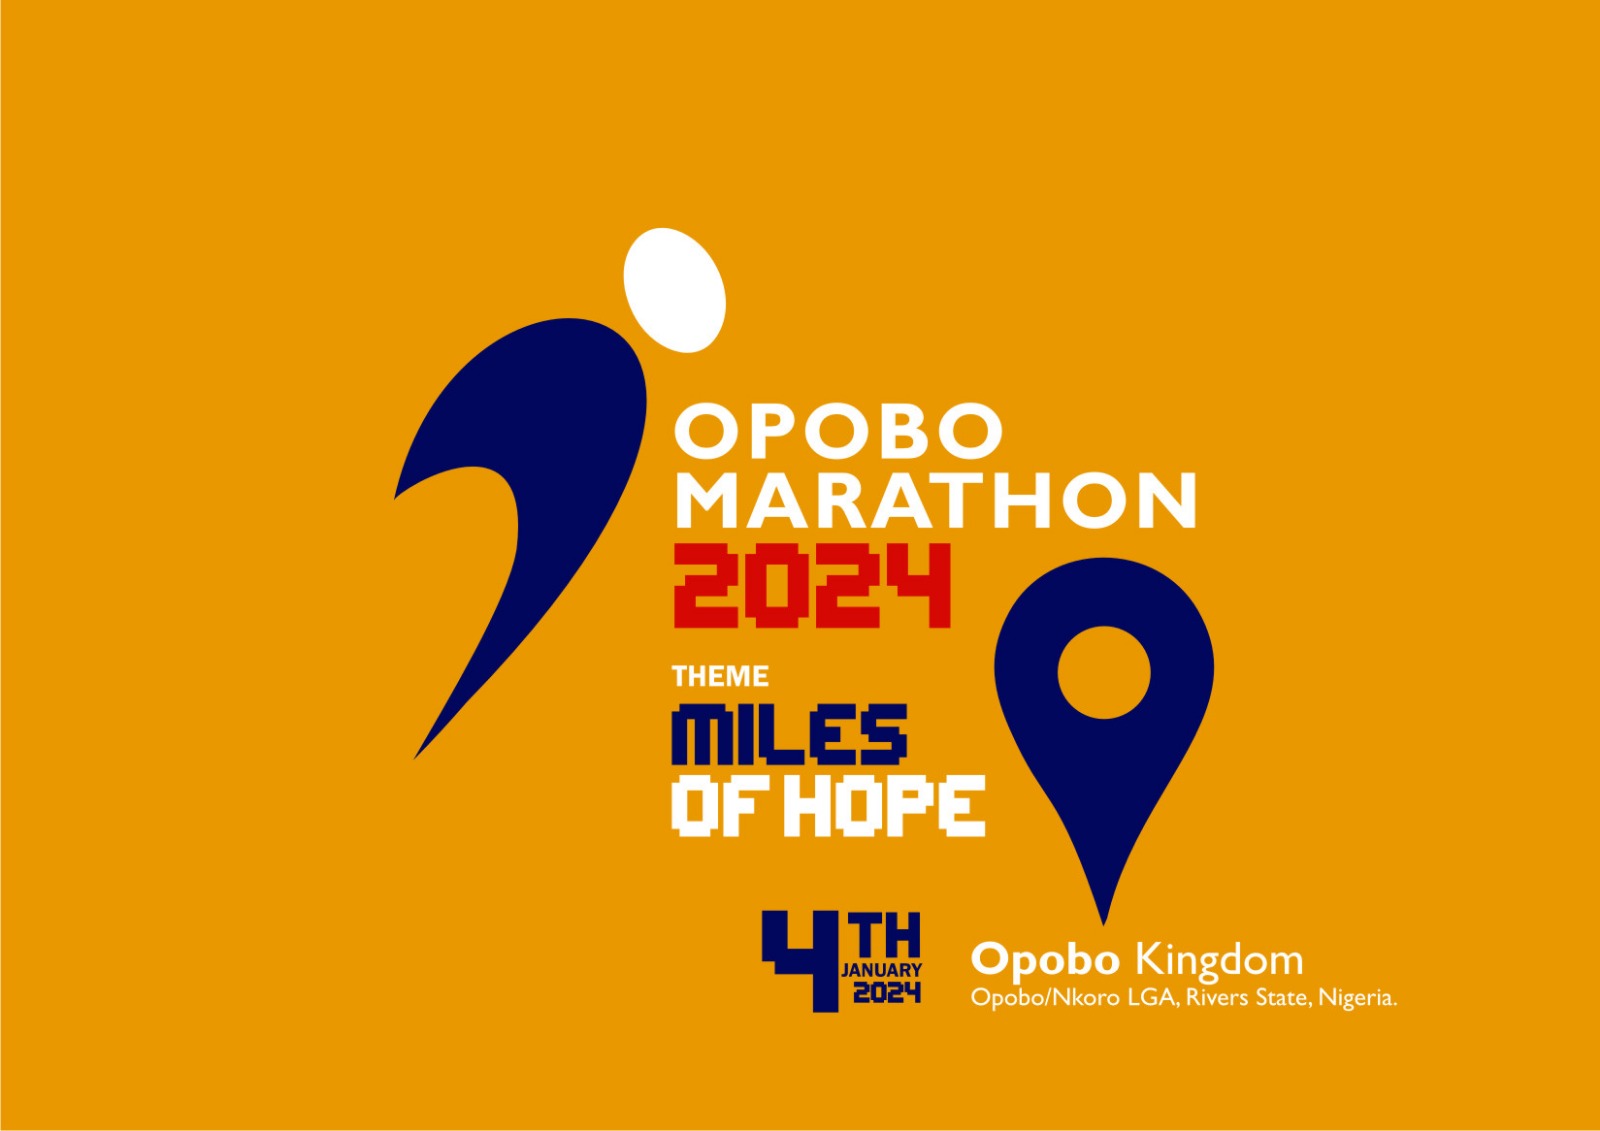 OPOBO
MARATHON
2024
THEME
MILES
OF HOPE
4TH
JANUARY
2024
Opobo Kingdom
Opobo/Nkoro LGA, Rivers State, Nigeria.